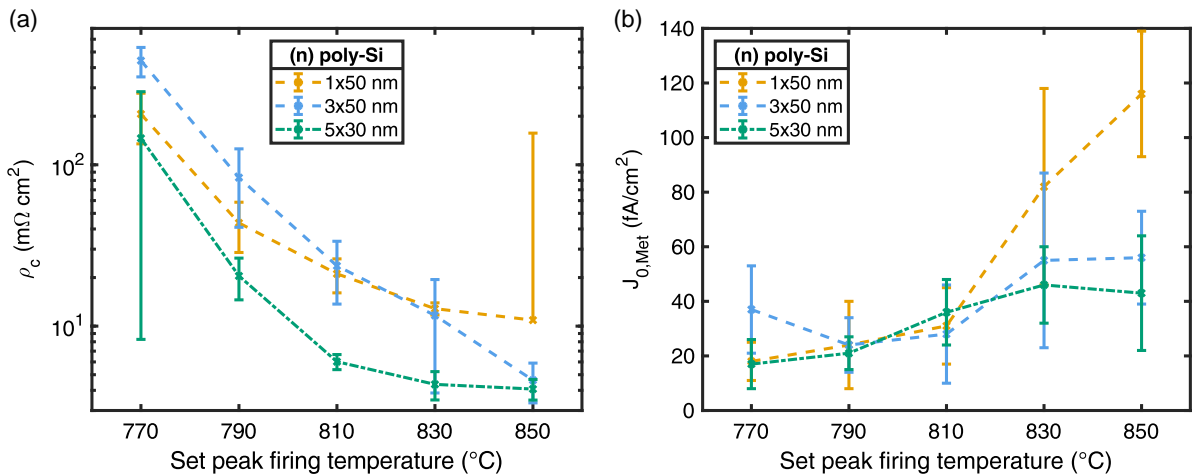 (a)
(n) poly-Si
1x50 nm
3x50 nm
5x30 nm
10²
10¹
ρc (mΩ cm²)
770 790 810 830 850
Set peak firing temperature (°C)
(b)
(n) poly-Si
1x50 nm
3x50 nm
5x30 nm
140
120
100
80
60
40
20
0
J0,Met (fA/cm²)
770 790 810 830 850
Set peak firing temperature (°C)